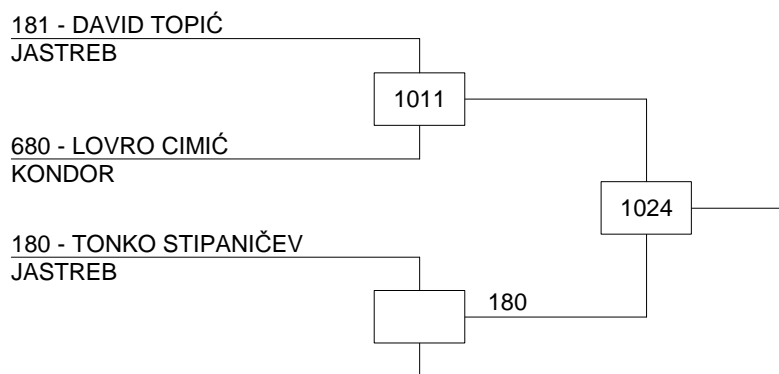 181 - DAVID TOPIĆ
JASTREB
1011
680 - LOVRO CIMIĆ
KONDOR
1024
180 - TONKO STIPANIČEV
JASTREB
180